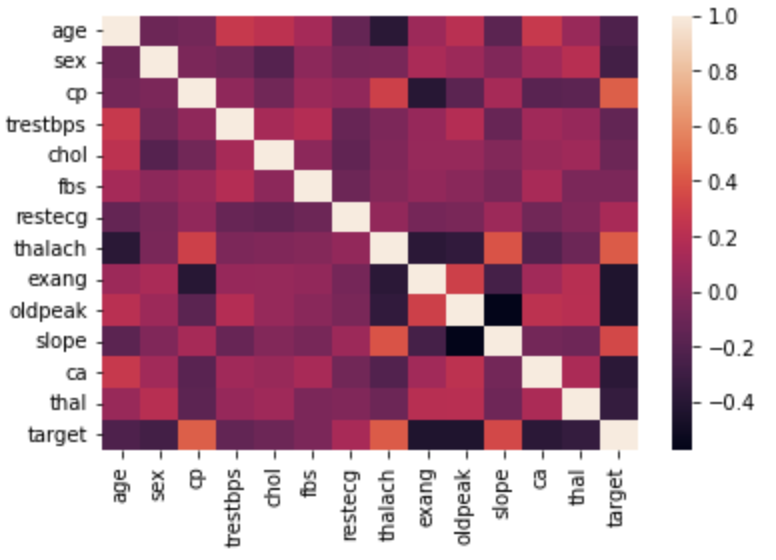 age
sex
cp
trestbps
chol
fbs
restecg
thalach
exang
oldpeak
slope
ca
thal
target
age
sex
cp
trestbps
chol
fbs
restecg
thalach
exang
oldpeak
slope
ca
thal
target
1.0
0.8
0.6
0.4
0.2
0.0
−0.2
−0.4